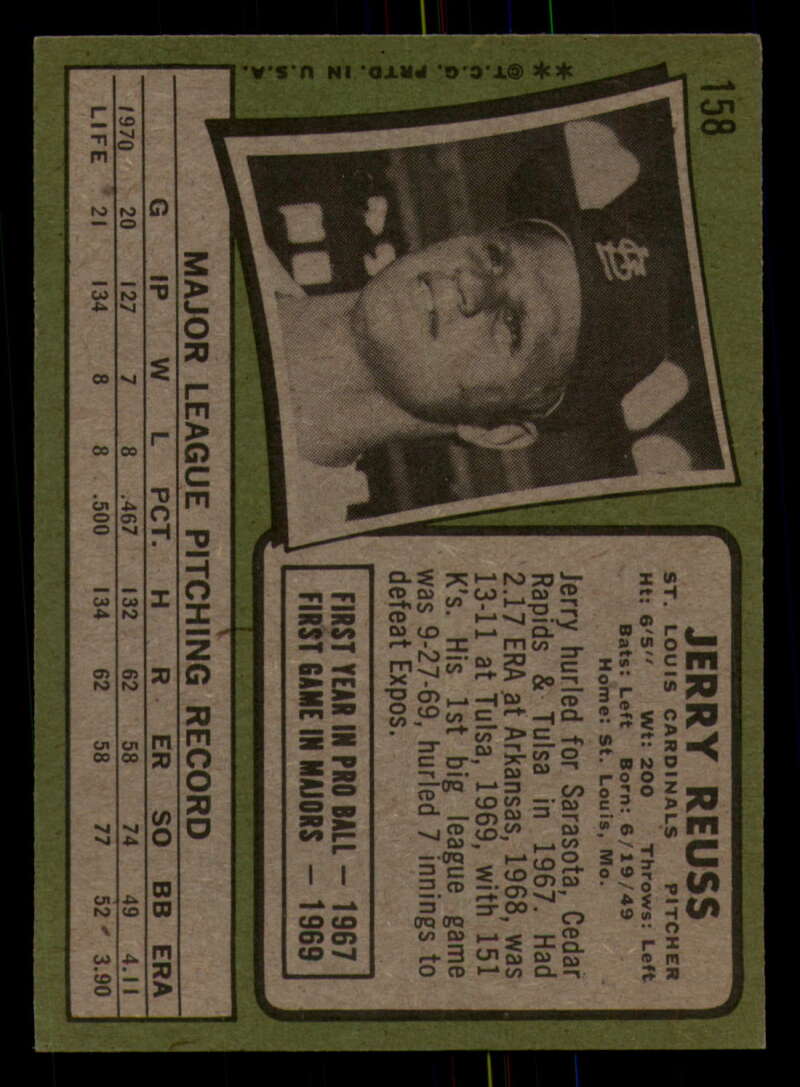 158
**©T.C.G. PRTD. IN U.S.A.
JERRY REUSS
ST. LOUIS CARDINALS PITCHER
Ht: 6'5" Wt: 200 Throws: Left
Bats: Left Born: 6/19/49
Home: St. Louis, Mo.
Jerry hurled for Sarasota, Cedar
Rapids & Tulsa in 1967. Had
2.17 ERA at Arkansas, 1968, was
13-11 at Tulsa, 1969, with 151
K's. His 1st big league game
was 9-27-69, hurled 7 innings to
defeat Expos.
FIRST YEAR IN PRO BALL — 1967
FIRST GAME IN MAJORS — 1969
MAJOR LEAGUE PITCHING RECORD
G IP W L PCT. H R ER SO BB ERA
1970 20 127 7 8 .467 132 62 58 74 49 4.11
LIFE 21 134 8 8 .500 134 62 58 77 52 3.90